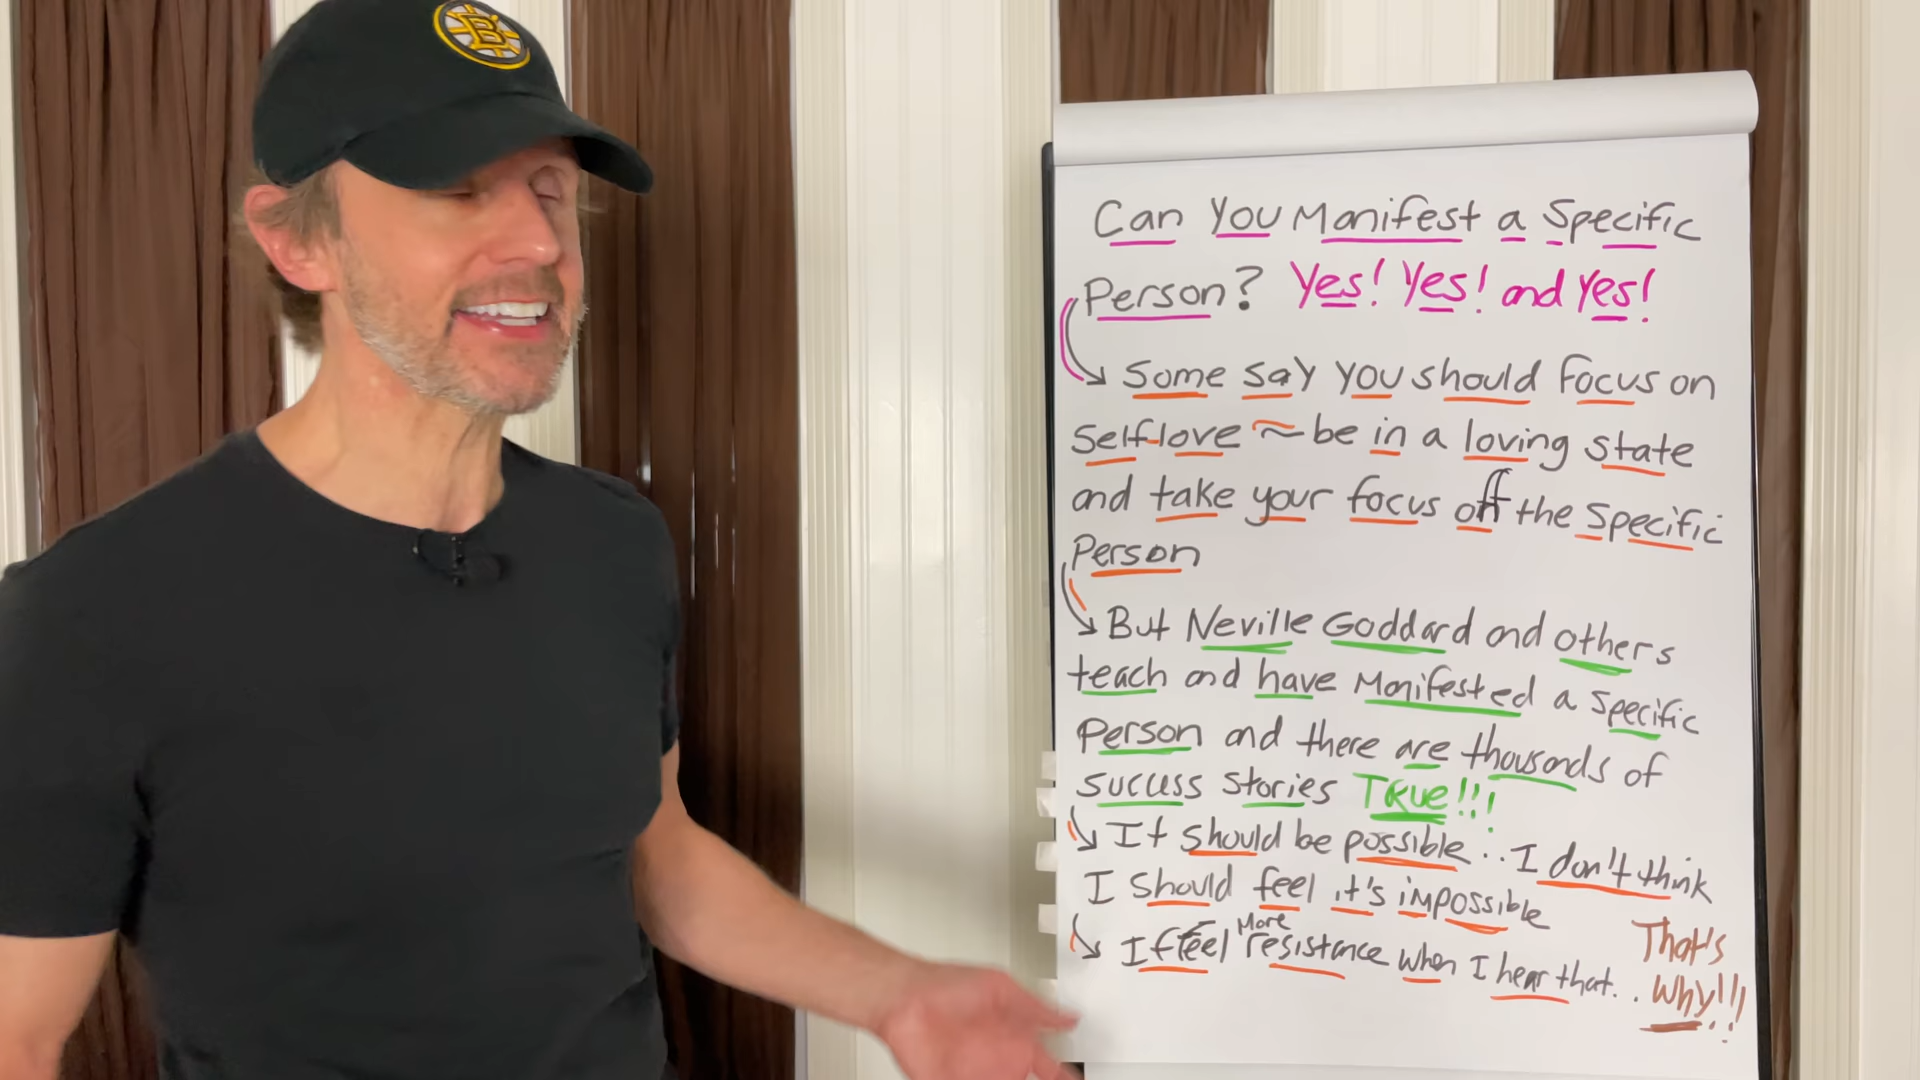 B
Can You Manifest a Specific
Person? Yes! Yes! and Yes!
Some say you should focus on
self-love ~ be in a loving state
and take your focus off the specific
Person
But Neville Goddard and others
teach and have Manifested a specific
person and there are thousands of
success stories TRUE!!!
It should be possible.. I don't think
I should feel it's impossible
I feel More resistance when I hear that.. That's
Why!!!